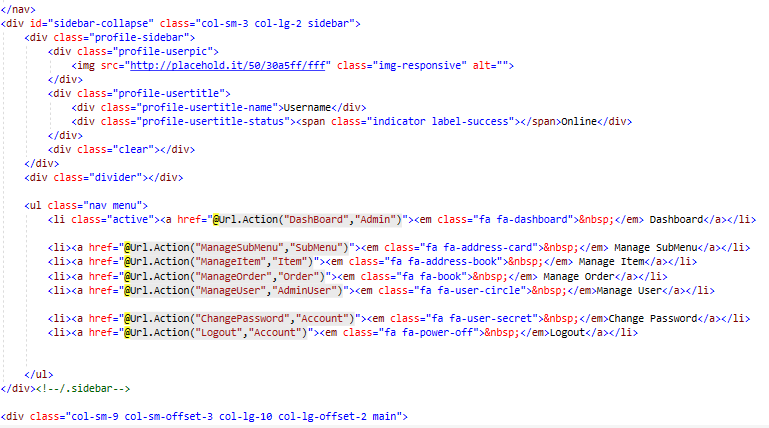 </nav>
<div id="sidebar-collapse" class="col-sm-3 col-lg-2 sidebar">
<div class="profile-sidebar">
<div class="profile-userpic">
<img src="http://placehold.it/50/30a5ff/fff" class="img-responsive" alt="">
</div>
<div class="profile-usertitle">
<div class="profile-usertitle-name">Username</div>
<div class="profile-usertitle-status"><span class="indicator label-success"></span>Online</div>
</div>
<div class="clear"></div>
</div>
<div class="divider"></div>
<ul class="nav menu">
<li class="active"><a href="@Url.Action("DashBoard","Admin")"><em class="fa fa-dashboard">&nbsp;</em> Dashboard</a></li>
<li><a href="@Url.Action("ManageSubMenu","SubMenu")"><em class="fa fa-address-card">&nbsp;</em> Manage SubMenu</a></li>
<li><a href="@Url.Action("ManageItem","Item")"><em class="fa fa-address-book">&nbsp;</em> Manage Item</a></li>
<li><a href="@Url.Action("ManageOrder","Order")"><em class="fa fa-book">&nbsp;</em> Manage Order</a></li>
<li><a href="@Url.Action("ManageUser","AdminUser")"><em class="fa fa-user-circle">&nbsp;</em>Manage User</a></li>
<li><a href="@Url.Action("ChangePassword","Account")"><em class="fa fa-user-secret">&nbsp;</em>Change Password</a></li>
<li><a href="@Url.Action("Logout","Account")"><em class="fa fa-power-off">&nbsp;</em>Logout</a></li>
</ul>
</div><!--/.sidebar-->
<div class="col-sm-9 col-sm-offset-3 col-lg-10 col-lg-offset-2 main">